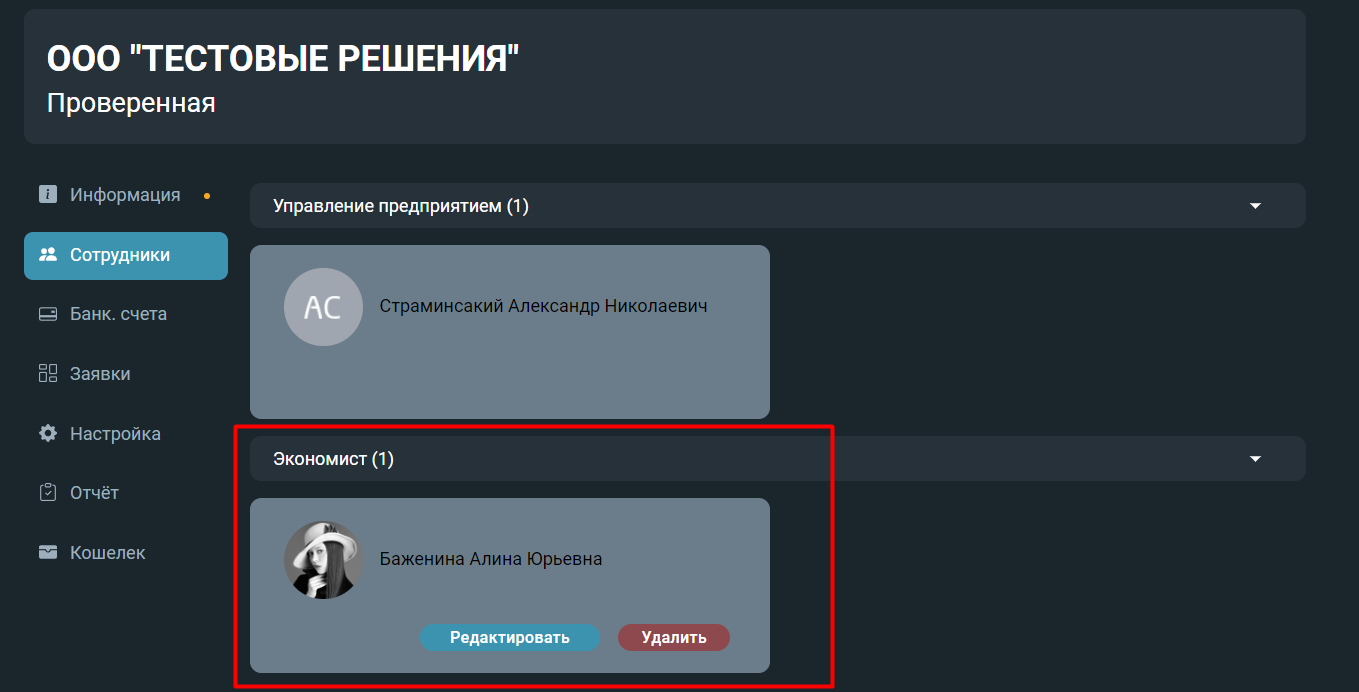 ООО "ТЕСТОВЫЕ РЕШЕНИЯ"
Проверенная
Информация
Сотрудники
Банк. счета
Заявки
Настройка
Отчёт
Кошелек
Управление предприятием (1)
АС
Страминсакий Александр Николаевич
Экономист (1)
Баженина Алина Юрьевна
Редактировать
Удалить